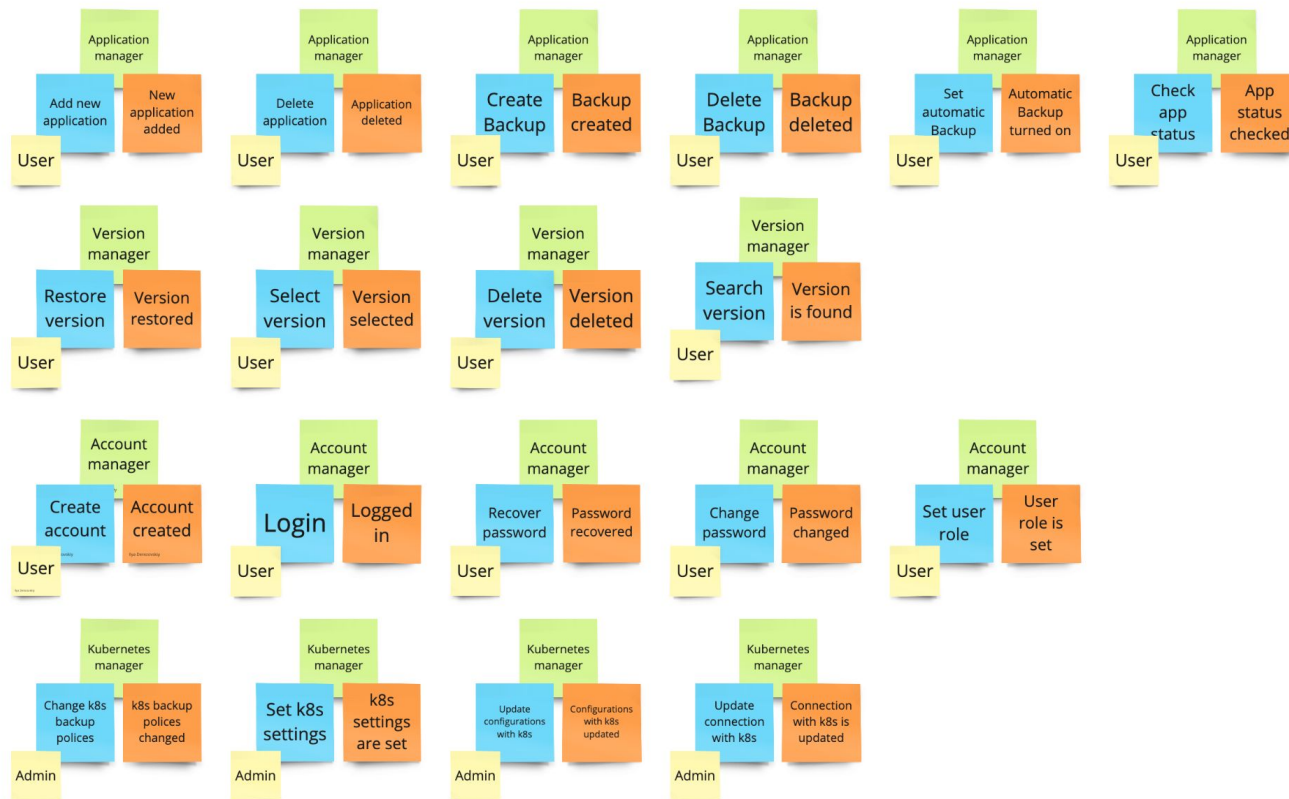 Application
manager
Add new
application
New
application
added
User
Application
manager
Delete
application
Application
deleted
User
Application
manager
Create
Backup
Backup
created
User
Application
manager
Delete
Backup
Backup
deleted
User
Application
manager
Set
automatic
Backup
Automatic
Backup
turned on
User
Application
manager
Check
app
status
App
status
checked
User
Version
manager
Restore
version
Version
restored
User
Version
manager
Select
version
Version
selected
User
Version
manager
Delete
version
Version
deleted
User
Version
manager
Search
version
Version
is found
User
Account
manager
Create
account
Account
created
User
Account
manager
Login
Logged
in
User
Account
manager
Recover
password
Password
recovered
User
Account
manager
Change
password
Password
changed
User
Account
manager
Set user
role
User
role is
set
User
Kubernetes
manager
Change k8s
backup
polices
k8s backup
polices
changed
Admin
Kubernetes
manager
Set k8s
settings
k8s
settings
are set
Admin
Kubernetes
manager
Update
configurations
with k8s
Configurations
with k8s
updated
Admin
Kubernetes
manager
Update
connection
with k8s
Connection
with k8s is
updated
Admin